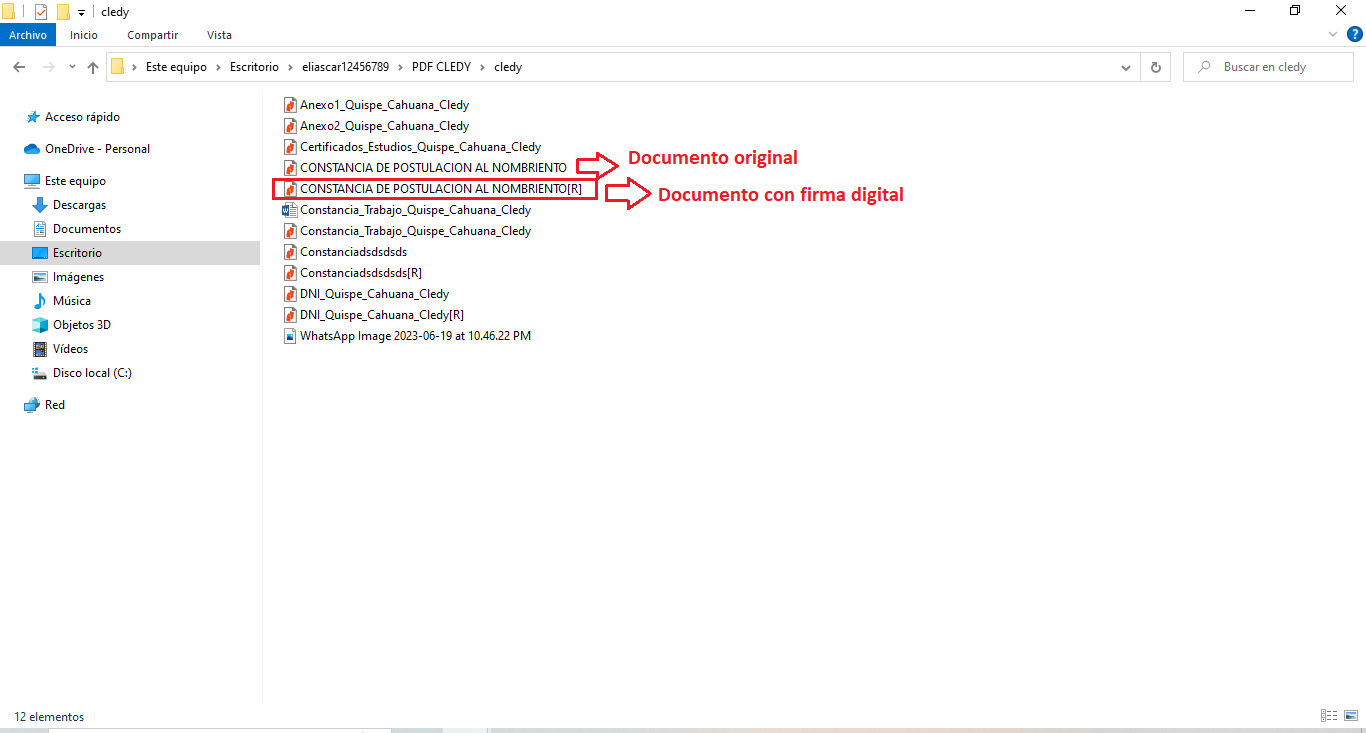 cledy
Archivo Inicio Compartir Vista
Este equipo Escritorio eliascar12456789 PDF CLEDY cledy
Buscar en cledy
Acceso rápido
OneDrive - Personal
Este equipo
Descargas
Documentos
Escritorio
Imágenes
Música
Objetos 3D
Vídeos
Disco local (C:)
Red
Anexo1_Quispe_Cahuana_Cledy
Anexo2_Quispe_Cahuana_Cledy
Certificados_Estudios_Quispe_Cahuana_Cledy
CONSTANCIA DE POSTULACION AL NOMBRIENTO
Documento original
CONSTANCIA DE POSTULACION AL NOMBRIENTO[R]
Documento con firma digital
Constancia_Trabajo_Quispe_Cahuana_Cledy
Constancia_Trabajo_Quispe_Cahuana_Cledy
Constanciadsdsdsds
Constanciadsdsdsds[R]
DNI_Quispe_Cahuana_Cledy
DNI_Quispe_Cahuana_Cledy[R]
WhatsApp Image 2023-06-19 at 10.46.22 PM
12 elementos